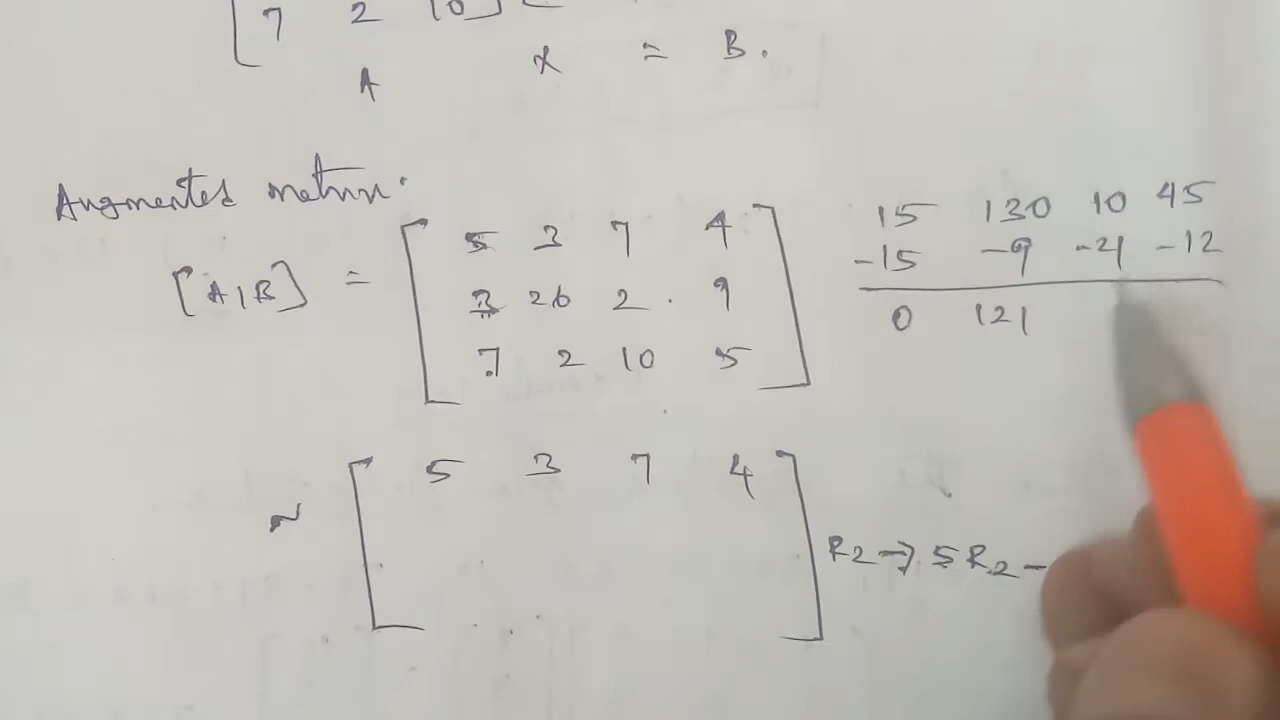 7 2 10
A X = B.
Augmented matrix.
[A|B] = 5 3 7 4
3 26 2 . 9
7 2 10 5
15 130 10 45
-15 -9 -21 -12
0 121
~ 5 3 7 4
R2 → 5R2 -